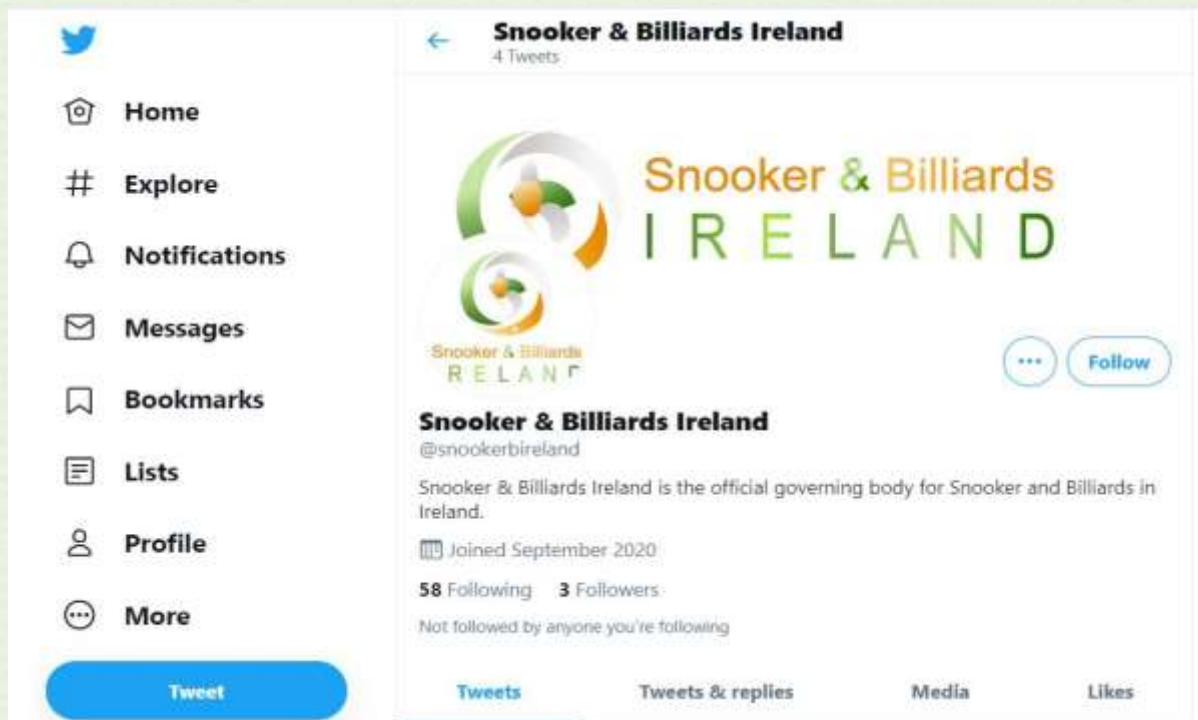 Home
Explore
Notifications
Messages
Bookmarks
Lists
Profile
More
Tweet
Snooker & Billiards Ireland
4 Tweets
Snooker & Billiards
IRELAND
Snooker & Billiards
RELAN
Follow
Snooker & Billiards Ireland
@snookerbireland
Snooker & Billiards Ireland is the official governing body for Snooker and Billiards in
Ireland.
Joined September 2020
58 Following 3 Followers
Not followed by anyone you're following
Tweets Tweets & replies Media Likes